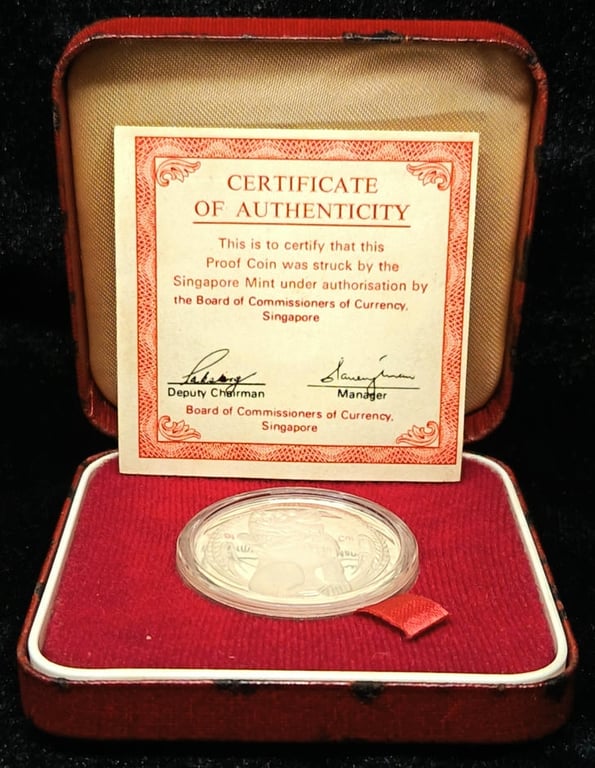 CERTIFICATE
OF AUTHENTICITY
This is to certify that this
Proof Coin was struck by the
Singapore Mint under authorisation by
the Board of Commissioners of Currency,
Singapore
Deputy Chairman
Manager
Board of Commissioners of Currency,
Singapore